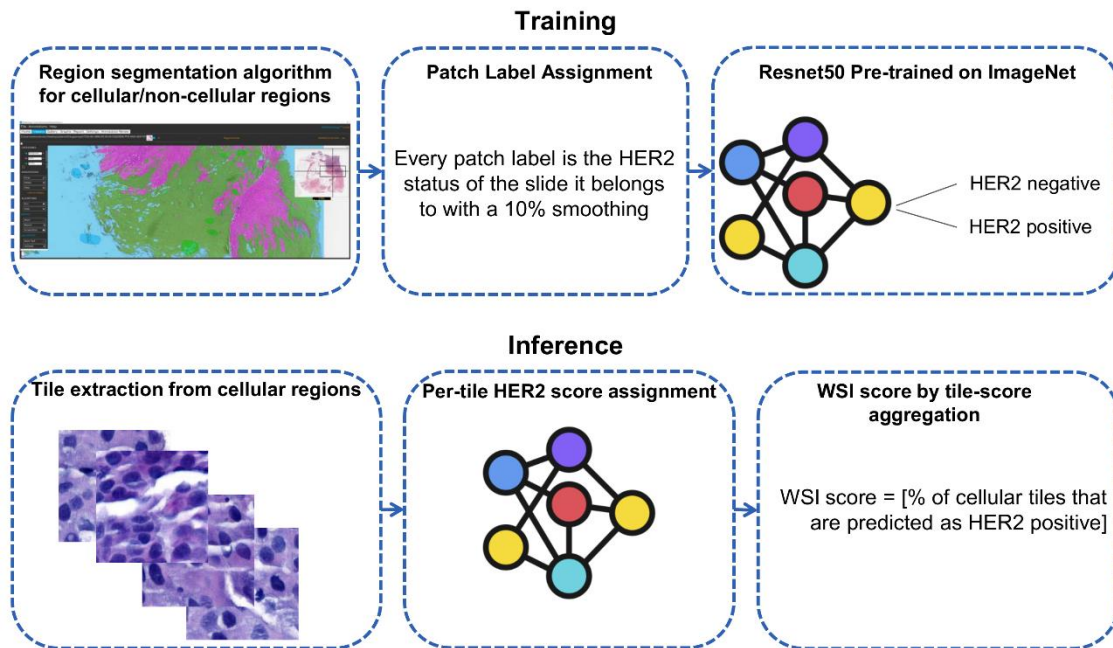 Training
Region segmentation algorithm
for cellular/non-cellular regions
Patch Label Assignment
Every patch label is the HER2
status of the slide it belongs
to with a 10% smoothing
Resnet50 Pre-trained on ImageNet
HER2 negative
HER2 positive
Inference
Tile extraction from cellular regions
Per-tile HER2 score assignment
WSI score by tile-score
aggregation
WSI score = [% of cellular tiles that
are predicted as HER2 positive]